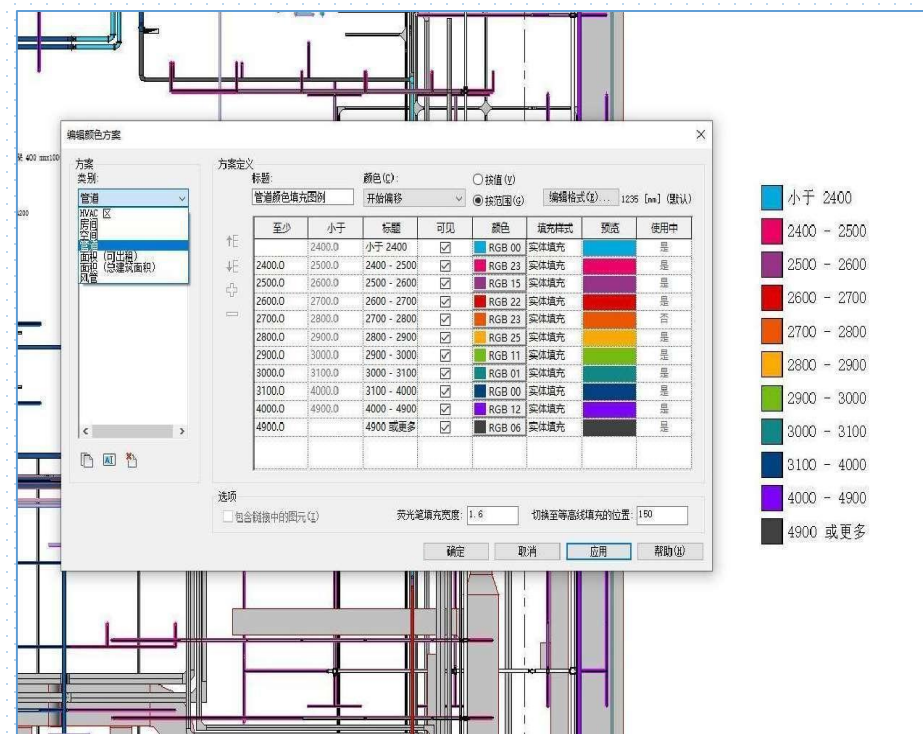 编辑颜色方案
方案
类别:
管道
HVAC 区
房间
空间
管道
面积 (可出租)
面积 (总建筑面积)
风管
方案定义
标题: 颜色(C): 按值(V)
管道颜色填充图例 开始偏移 按范围(G) 编辑格式(E)... 1235 [mm] (默认)
至少 小于 标题 可见 颜色 填充样式 预览 使用中
2400.0 小于 2400 RGB 00 实体填充 是
2400.0 2500.0 2400 - 2500 RGB 23 实体填充 是
2500.0 2600.0 2500 - 2600 RGB 15 实体填充 是
2600.0 2700.0 2600 - 2700 RGB 22 实体填充 是
2700.0 2800.0 2700 - 2800 RGB 23 实体填充 否
2800.0 2900.0 2800 - 2900 RGB 25 实体填充 是
2900.0 3000.0 2900 - 3000 RGB 11 实体填充 是
3000.0 3100.0 3000 - 3100 RGB 01 实体填充 是
3100.0 4000.0 3100 - 4000 RGB 00 实体填充 是
4000.0 4900.0 4000 - 4900 RGB 12 实体填充 是
4900.0 4900 或更多 RGB 06 实体填充 是
选项
包含链接中的图元(I) 荧光笔填充宽度: 1.6 切换至等高线填充的位置: 150
确定 取消 应用 帮助(H)
小于 2400
2400 - 2500
2500 - 2600
2600 - 2700
2700 - 2800
2800 - 2900
2900 - 3000
3000 - 3100
3100 - 4000
4000 - 4900
4900 或更多